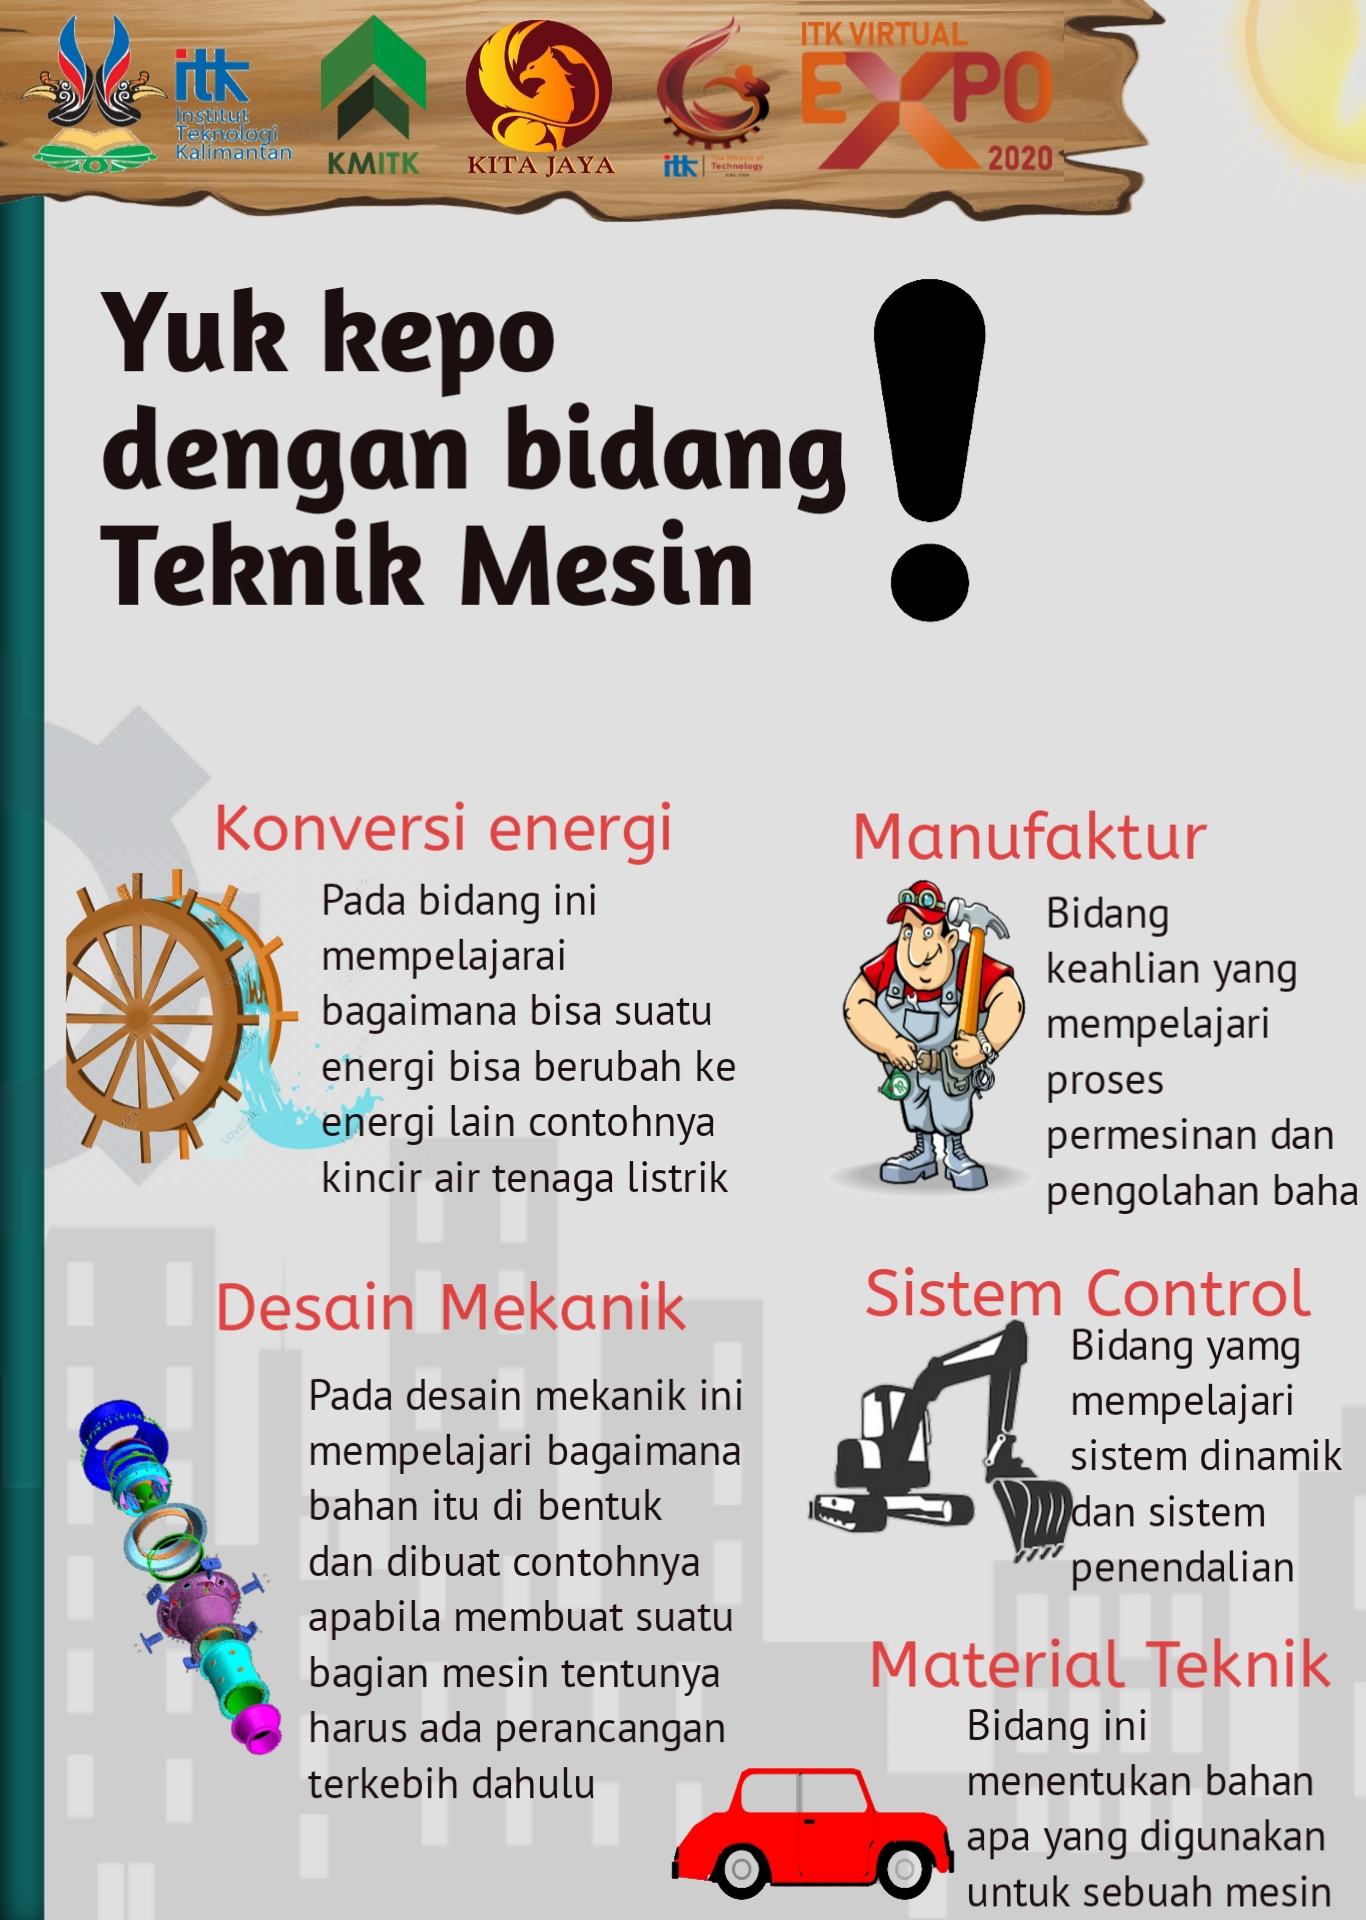 itk
Institut
Teknologi
Kalimantan
KMITK
KITA JAYA
itk
The Miracle of
Technology
ITK VIRTUAL
EXPO
2020
Yuk kepo
dengan bidang
Teknik Mesin
!
Konversi energi
Pada bidang ini
mempelajarai
bagaimana bisa suatu
energi bisa berubah ke
energi lain contohnya
kincir air tenaga listrik
Manufaktur
Bidang
keahlian yang
mempelajari
proses
permesinan dan
pengolahan baha
Desain Mekanik
Pada desain mekanik ini
mempelajari bagaimana
bahan itu di bentuk
dan dibuat contohnya
apabila membuat suatu
bagian mesin tentunya
harus ada perancangan
terkebih dahulu
Sistem Control
Bidang yamg
mempelajari
sistem dinamik
dan sistem
penendalian
Material Teknik
Bidang ini
menentukan bahan
apa yang digunakan
untuk sebuah mesin